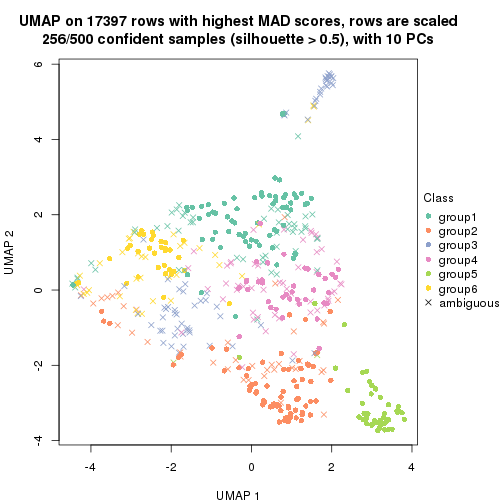 UMAP on 17397 rows with highest MAD scores, rows are scaled
256/500 confident samples (silhouette > 0.5), with 10 PCs
6
4
2
0
-2
-4
UMAP 2
-4
-2
0
2
4
UMAP 1
Class
group1
group2
group3
group4
group5
group6
ambiguous